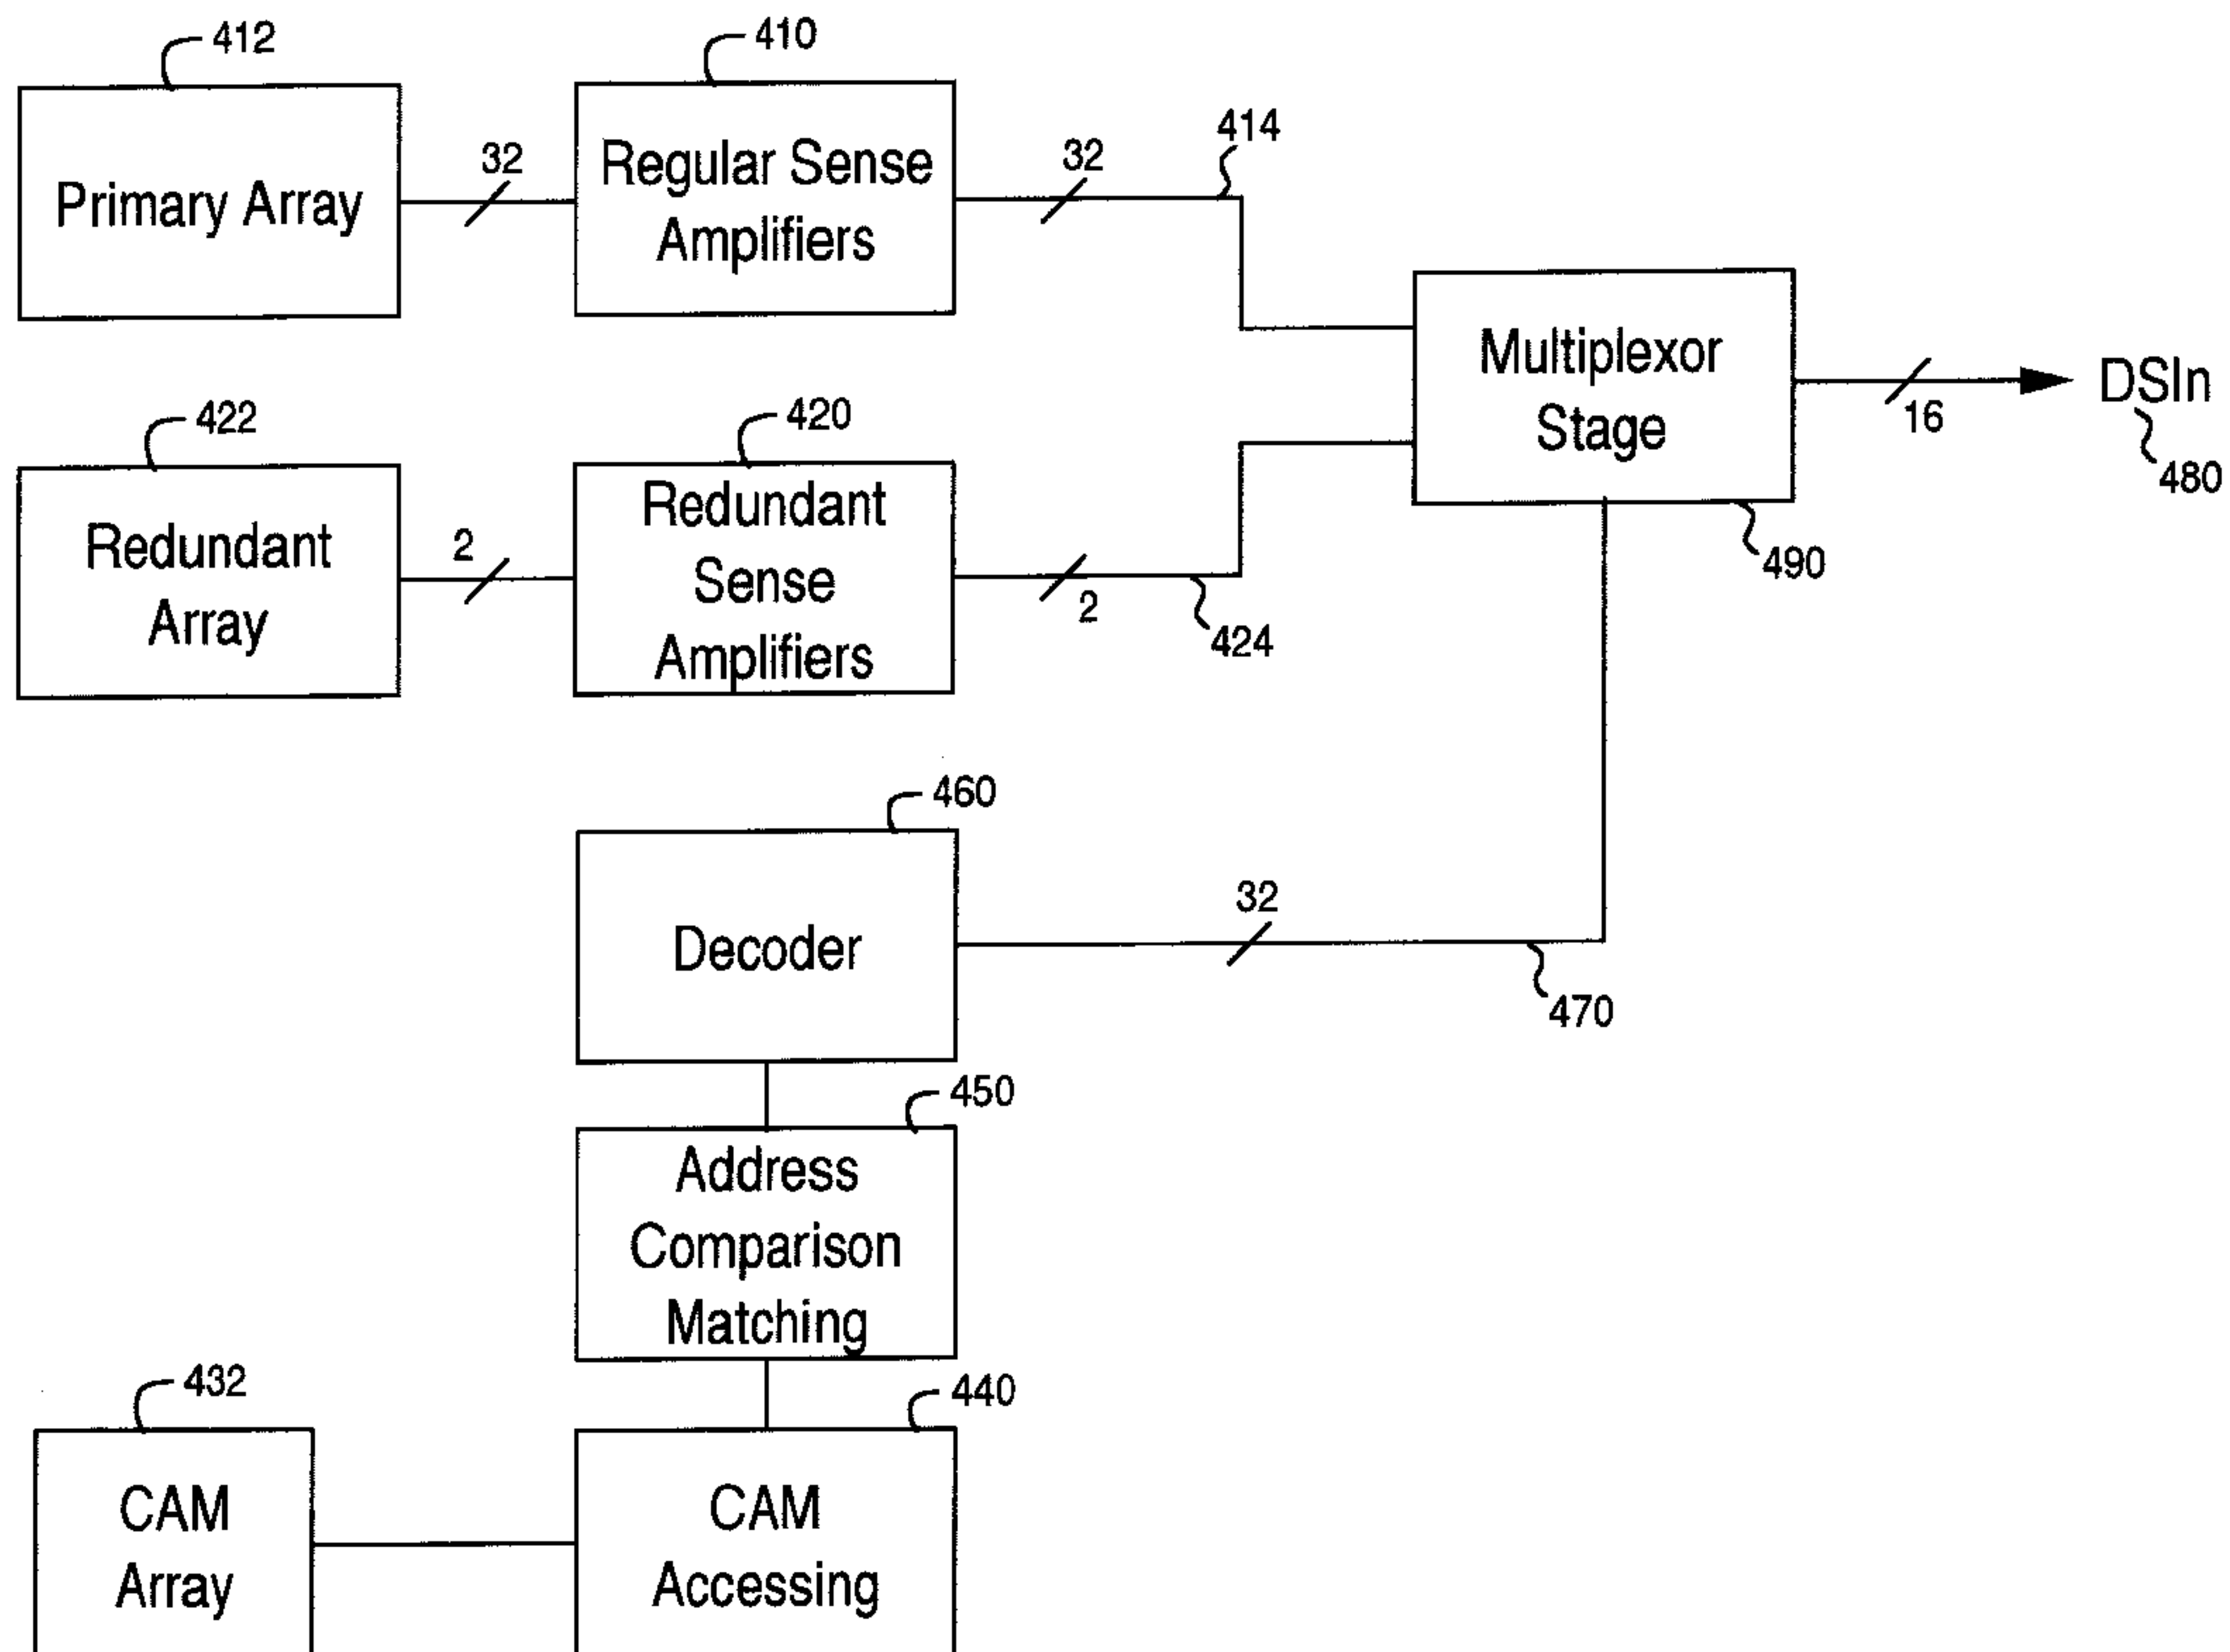 412
410
Primary Array
32
Regular Sense
Amplifiers
32
414
Multiplexor
Stage
16
DSIn
480
490
422
420
Redundant
Array
2
Redundant
Sense
Amplifiers
2
424
460
Decoder
32
470
450
Address
Comparison
Matching
432
440
CAM
Array
CAM
Accessing